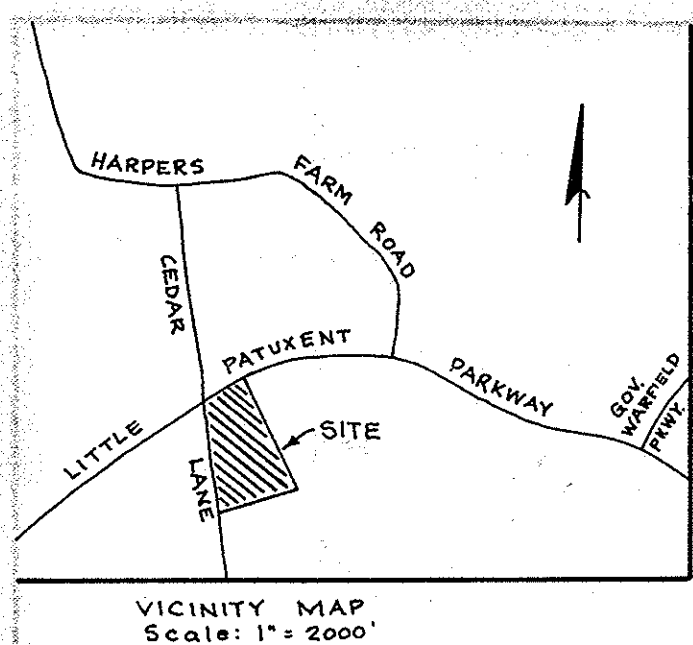 HARPERS FARM ROAD
CEDAR LANE
LITTLE PATUXENT PARKWAY
GOV. WARFIELD PKWY.
SITE
VICINITY MAP
Scale: 1" = 2000'